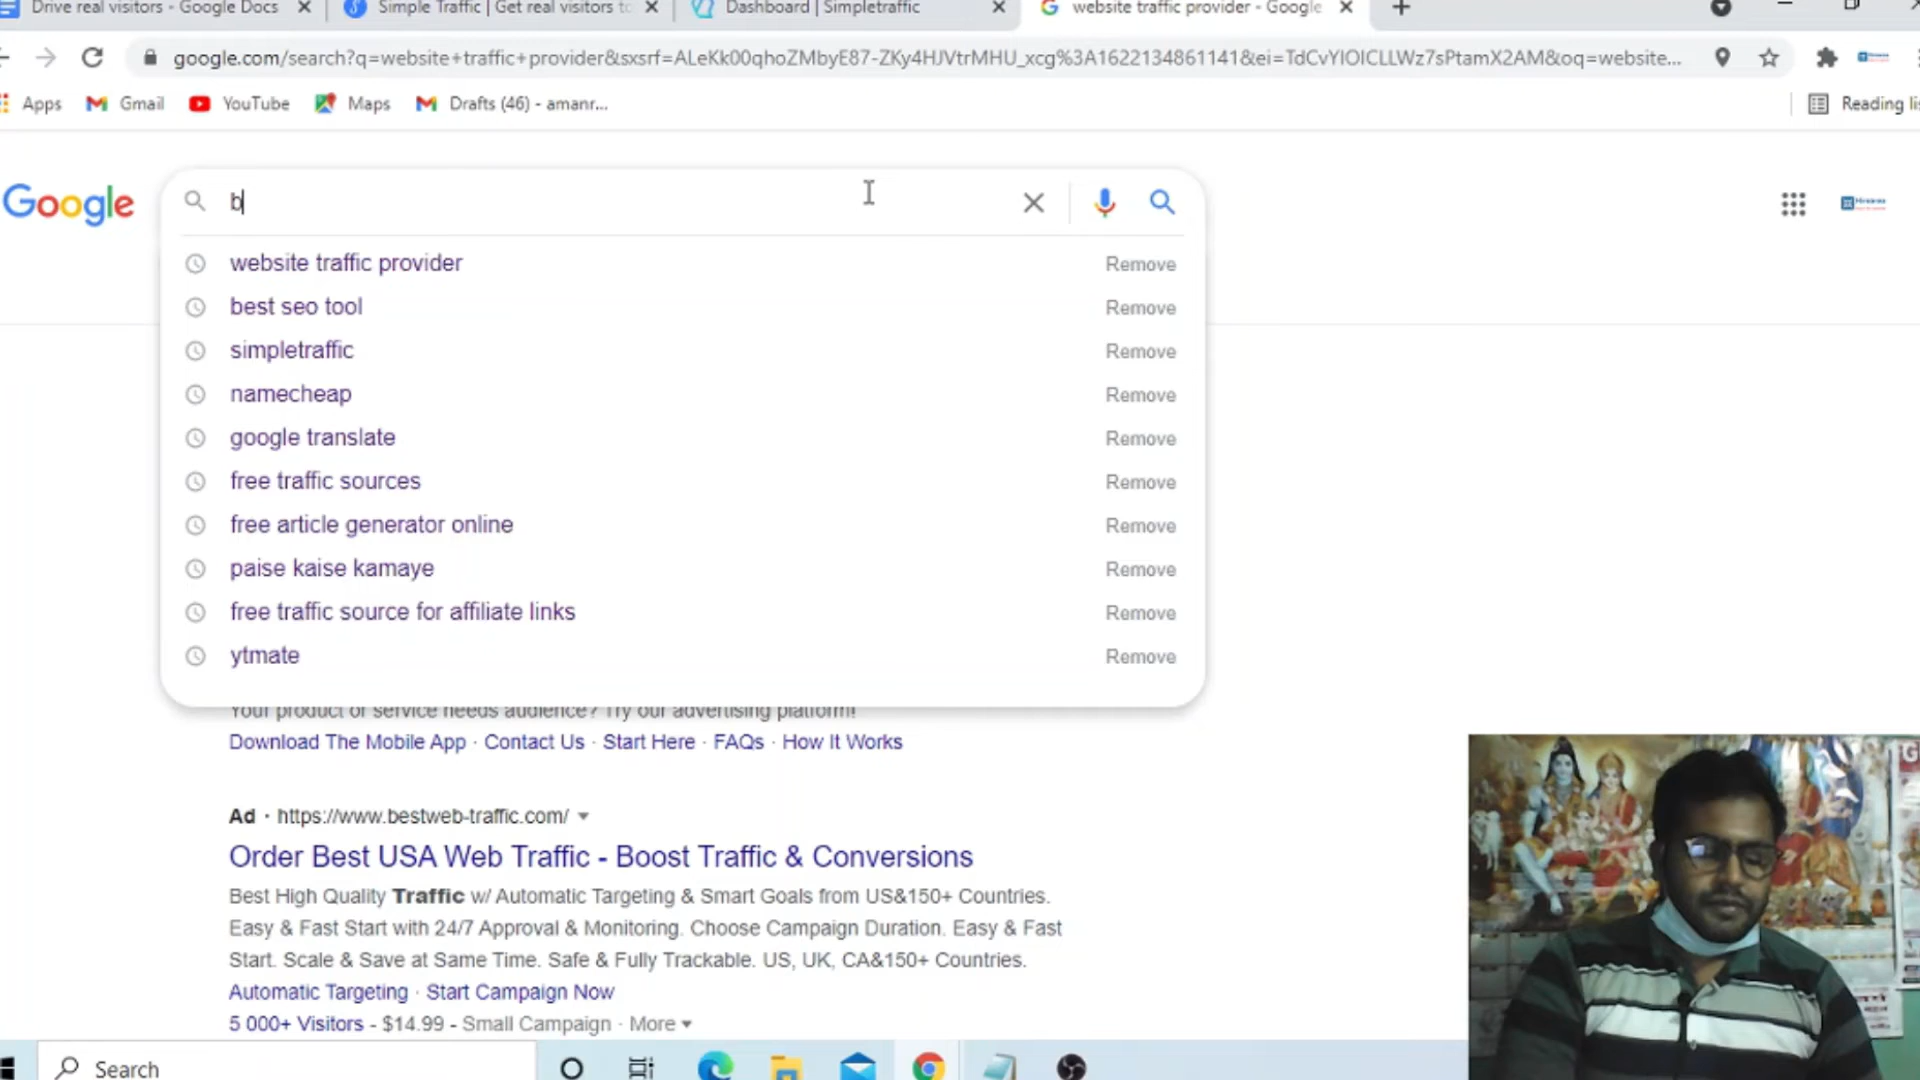 Drive real visitors - Google Docs
Simple Traffic | Get real visitors to
Dashboard | Simpletraffic
website traffic provider - Google
google.com/search?q=website+traffic+provider&sxsrf=ALeKk00qhoZMbyE87-ZKy4HJVtrMHU_xcg%3A1622134861141&ei=TdCvYIOICLLWz7sPtamX2AM&oq=website...
Apps
Gmail
YouTube
Maps
Drafts (46) - amanr...
Reading lis
Google
b
website traffic provider Remove
best seo tool Remove
simpletraffic Remove
namecheap Remove
google translate Remove
free traffic sources Remove
free article generator online Remove
paise kaise kamaye Remove
free traffic source for affiliate links Remove
ytmate Remove
Your product or service needs audience? Try our advertising platform!
Download The Mobile App · Contact Us · Start Here · FAQs · How It Works
Ad · https://www.bestweb-traffic.com/
Order Best USA Web Traffic - Boost Traffic & Conversions
Best High Quality Traffic w/ Automatic Targeting & Smart Goals from US&150+ Countries.
Easy & Fast Start with 24/7 Approval & Monitoring. Choose Campaign Duration. Easy & Fast
Start. Scale & Save at Same Time. Safe & Fully Trackable. US, UK, CA&150+ Countries.
Automatic Targeting · Start Campaign Now
5 000+ Visitors - $14.99 - Small Campaign · More
Search